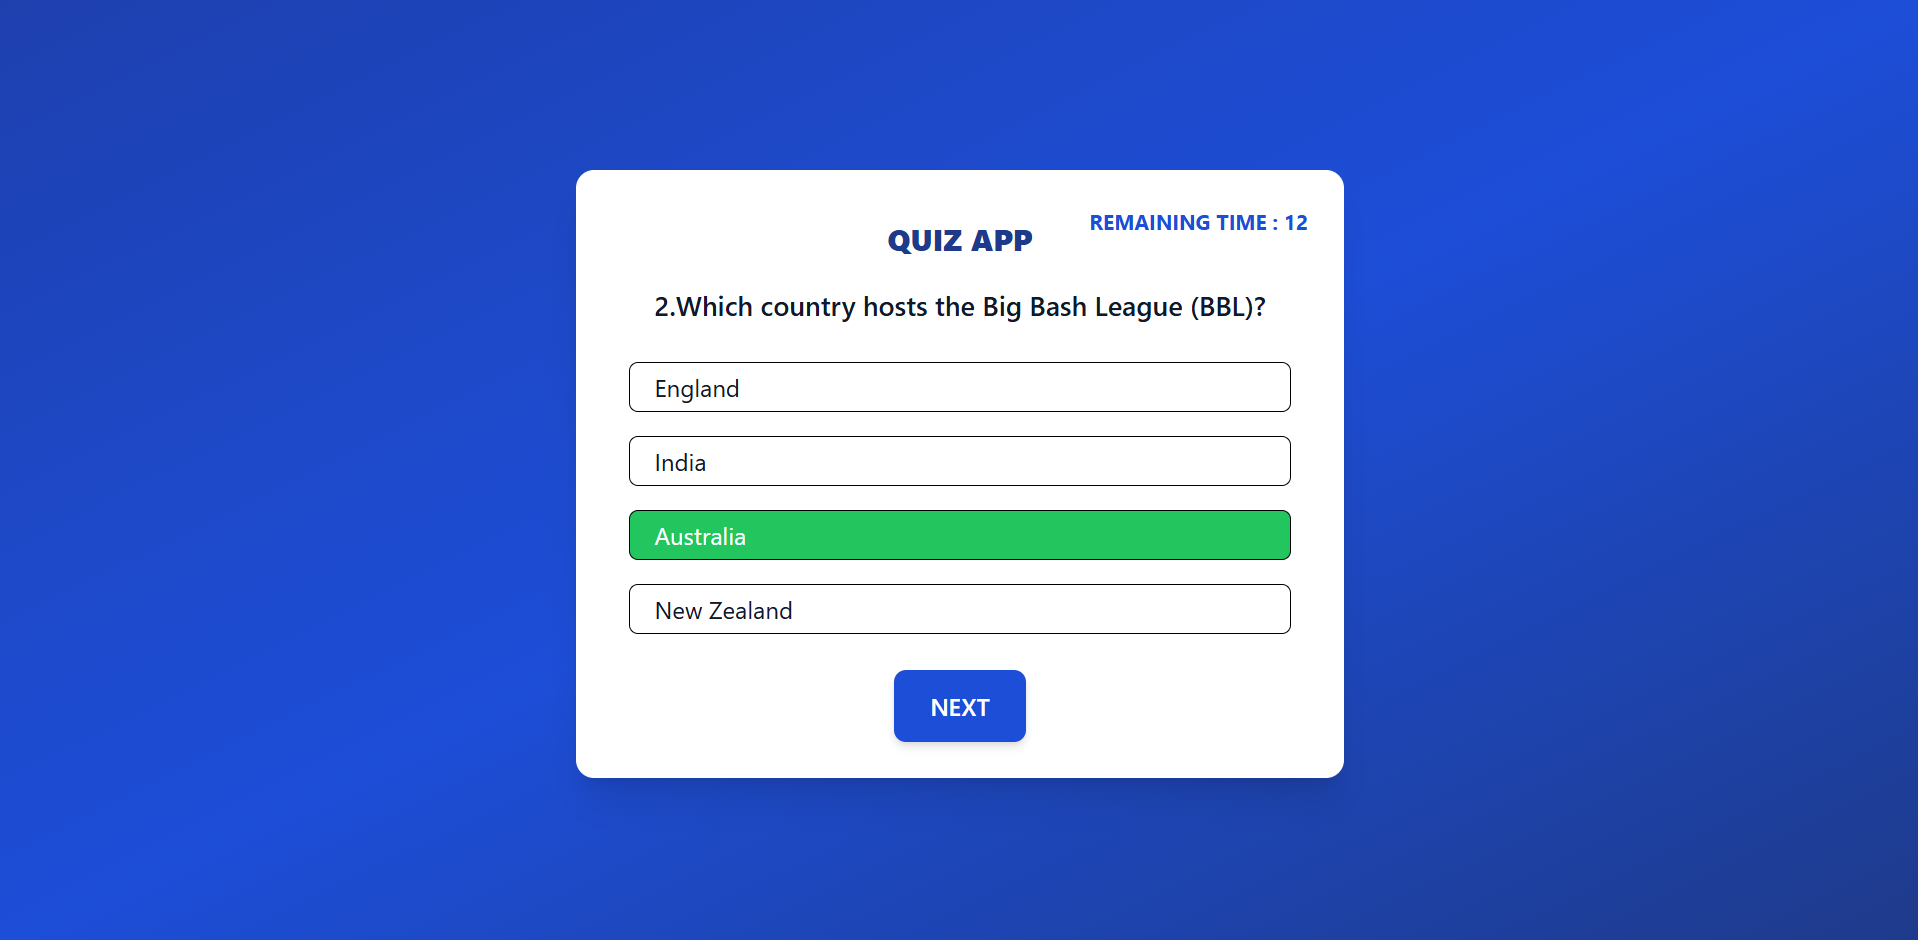 REMAINING TIME : 12
QUIZ APP
2.Which country hosts the Big Bash League (BBL)?
England
India
Australia
New Zealand
NEXT